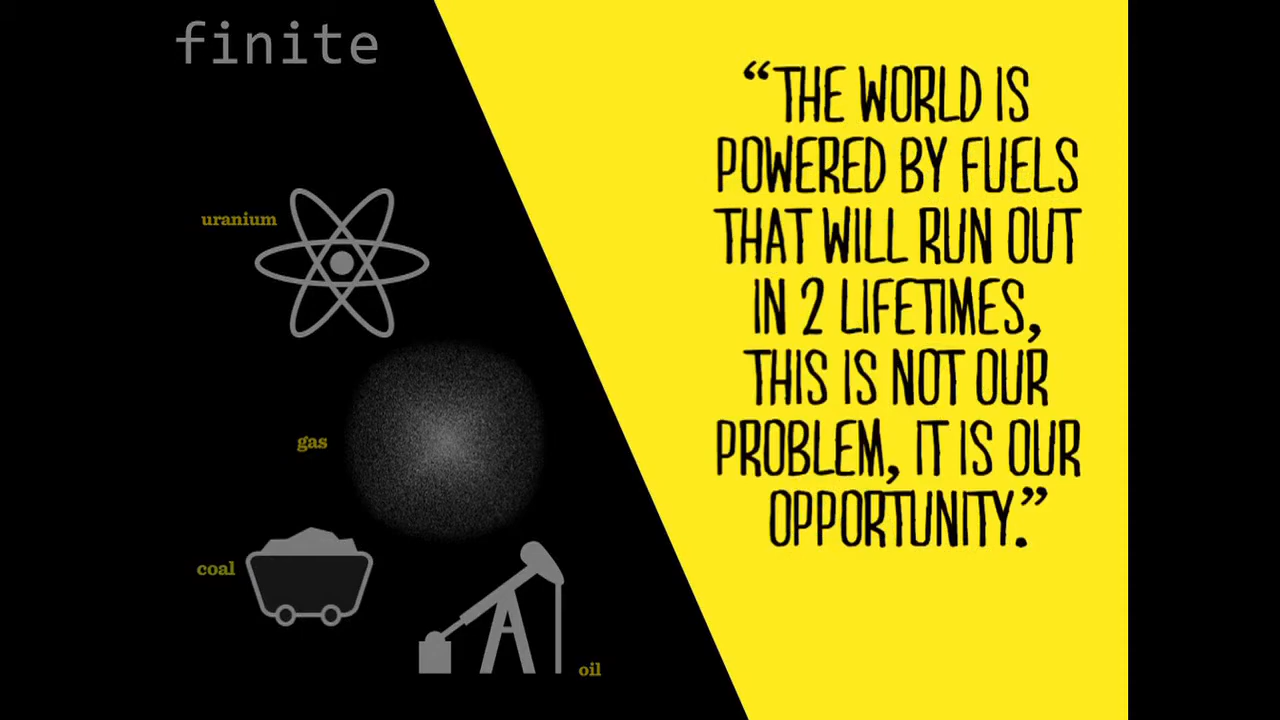 finite
uranium
gas
coal
oil
“THE WORLD IS
POWERED BY FUELS
THAT WILL RUN OUT
IN 2 LIFETIMES,
THIS IS NOT OUR
PROBLEM, IT IS OUR
OPPORTUNITY.”